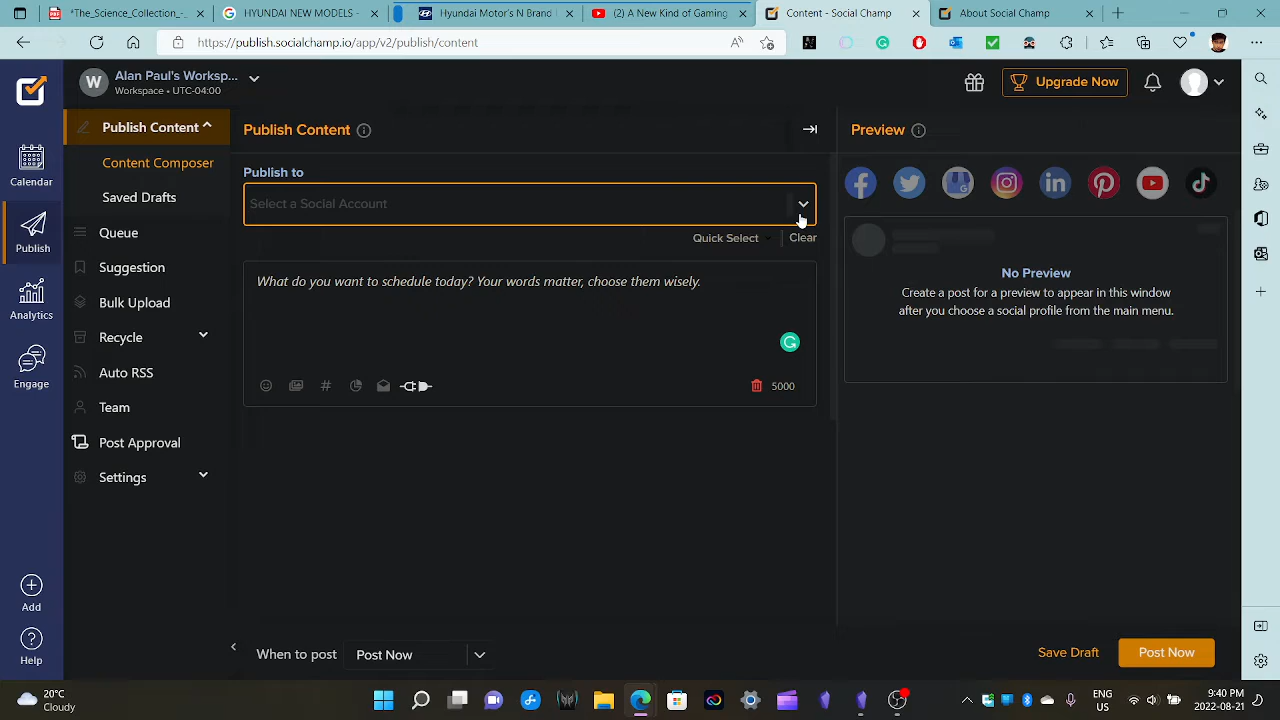 *The_Science_Collection_-
HYUNDAI NEW MODELS -
Hyundai Motor's N Brand
(2) A New Kind of Gaming
Content - Social Champ
About Social Champ
https://publish.socialchamp.io/app/v2/publish/content
W
Alan Paul's Worksp...
Workspace • UTC-04:00
Upgrade Now
Calendar
Publish
Analytics
Engage
Add
Help
Publish Content
Content Composer
Saved Drafts
Queue
Suggestion
Bulk Upload
Recycle
Auto RSS
Team
Post Approval
Settings
Publish Content
Publish to
Select a Social Account
Quick Select
Clear
What do you want to schedule today? Your words matter, choose them wisely.
5000
Preview
No Preview
Create a post for a preview to appear in this window
after you choose a social profile from the main menu.
When to post
Post Now
Save Draft
Post Now
20°C
Cloudy
ENG
US
9:40 PM
2022-08-21